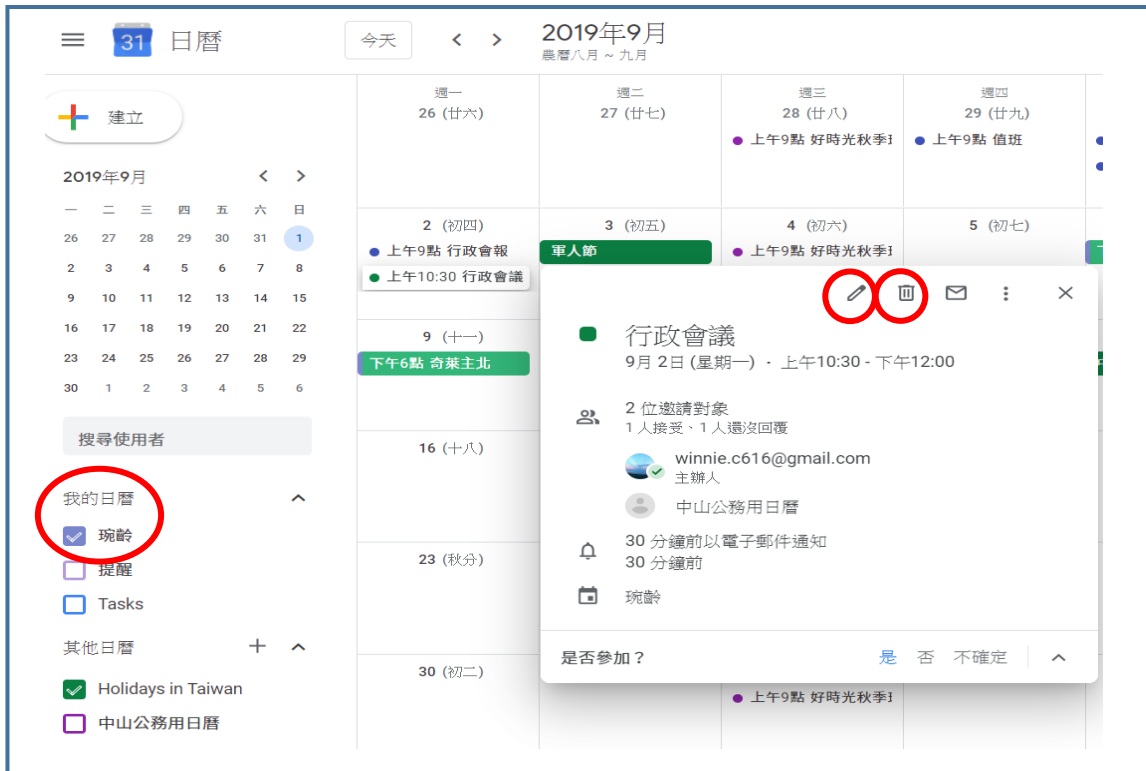 31 日曆
今天 < > 2019年9月
農曆八月 ~ 九月
建立
2019年9月 < >
一 二 三 四 五 六 日
26 27 28 29 30 31 1
2 3 4 5 6 7 8
9 10 11 12 13 14 15
16 17 18 19 20 21 22
23 24 25 26 27 28 29
30 1 2 3 4 5 6
搜尋使用者
我的日曆
琬齡
提醒
Tasks
其他日曆
Holidays in Taiwan
中山公務用日曆
週一 週二 週三 週四
26 (廿六) 27 (廿七) 28 (廿八) 29 (廿九)
上午9點 好時光秋季 上午9點 值班
2 (初四) 3 (初五) 4 (初六) 5 (初七)
上午9點 行政會報 軍人節 上午9點 好時光秋季
上午10:30 行政會議
9 (十一)
下午6點 奇萊主北
16 (十八)
23 (秋分)
30 (初二)
上午9點 好時光秋季
行政會議
9月 2日 (星期一) · 上午10:30 - 下午12:00
2 位邀請對象
1 人接受、1 人還沒回覆
winnie.c616@gmail.com
主辦人
中山公務用日曆
30 分鐘前以電子郵件通知
30 分鐘前
琬齡
是否參加？ 是 否 不確定